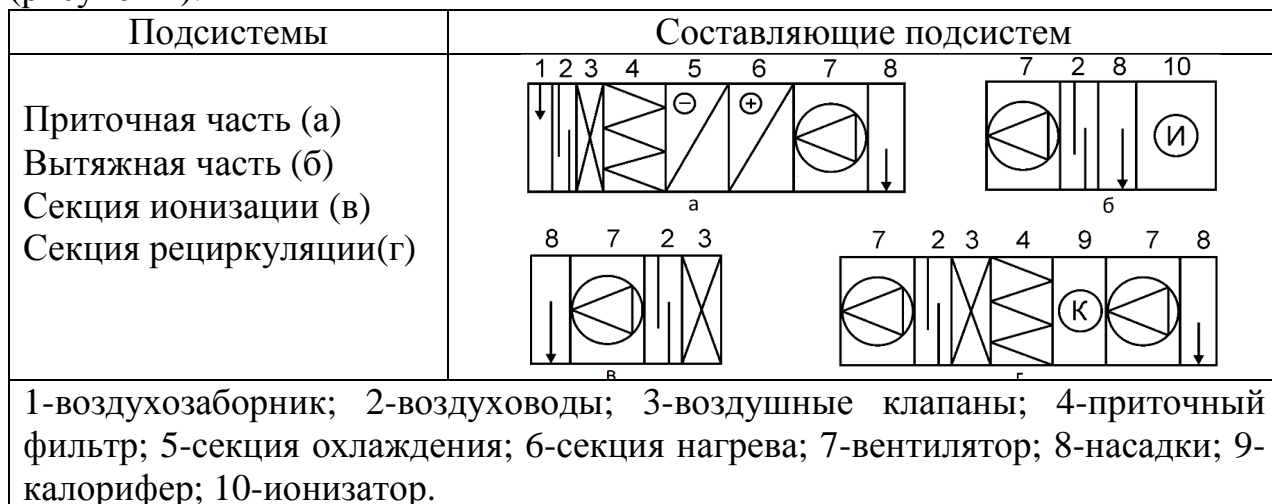 Подсистемы Составляющие подсистем
1 2 3 4 5 6 7 8 7 2 8 10
Приточная часть (а)
Вытяжная часть (б)
Секция ионизации (в)
Секция рециркуляции(г)
И
а б
8 7 2 3 7 2 3 4 9 7 8
К
в г
1-воздухозаборник; 2-воздуховоды; 3-воздушные клапаны; 4-приточный
фильтр; 5-секция охлаждения; 6-секция нагрева; 7-вентилятор; 8-насадки; 9-
калорифер; 10-ионизатор.